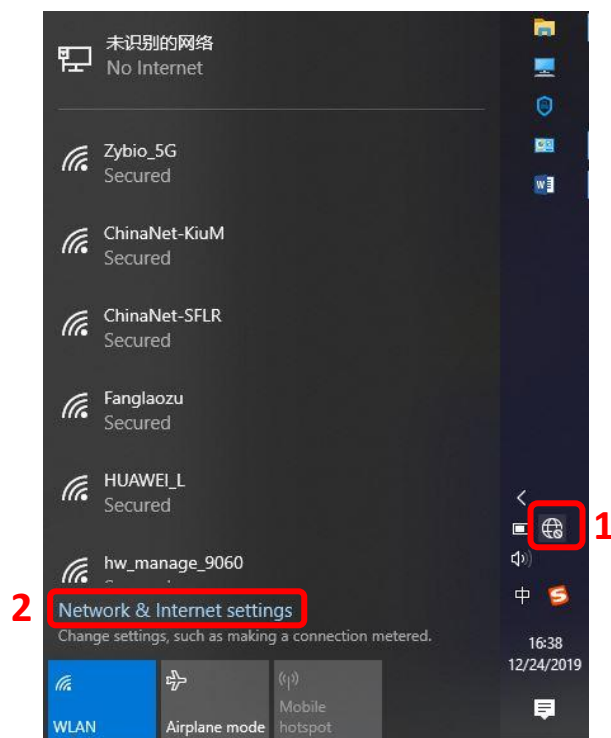 未识别的网络
No Internet
Zybio_5G
Secured
ChinaNet-KiuM
Secured
ChinaNet-SFLR
Secured
Fanglaozu
Secured
HUAWEI_L
Secured
hw_manage_9060
2
Network & Internet settings
Change settings, such as making a connection metered.
WLAN
Airplane mode
Mobile
hotspot
W
1
中
S
16:38
12/24/2019